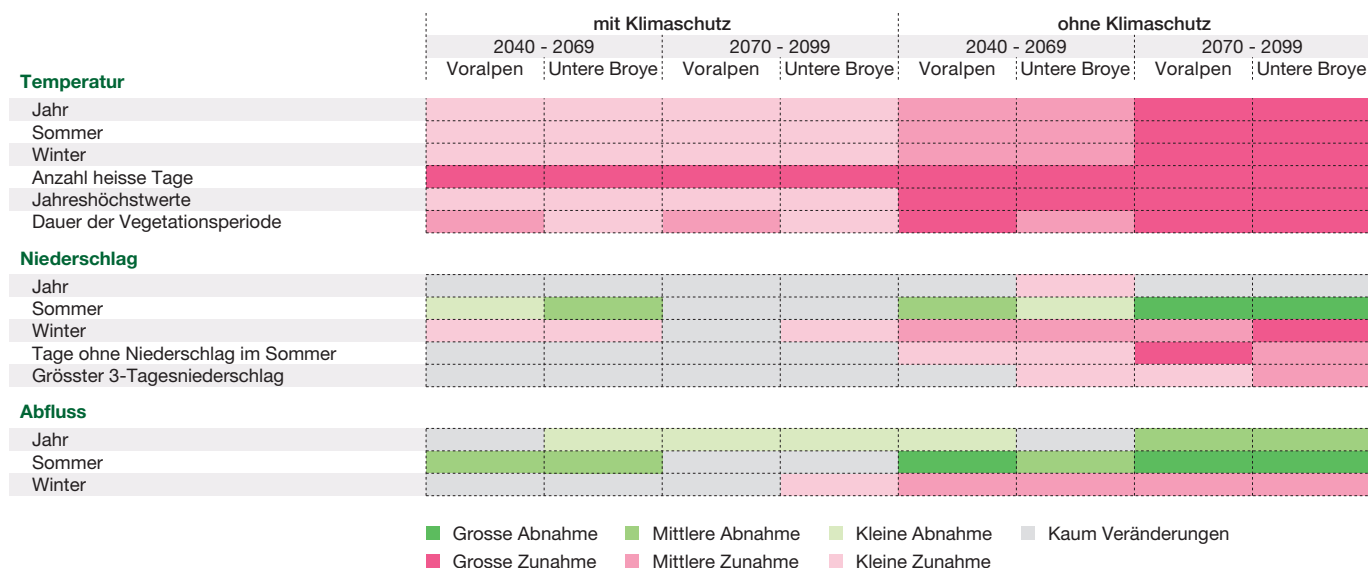 mit Klimaschutz ohne Klimaschutz
2040 - 2069 2070 - 2099 2040 - 2069 2070 - 2099
Voralpen Untere Broye Voralpen Untere Broye Voralpen Untere Broye Voralpen Untere Broye
Temperatur
Jahr
Sommer
Winter
Anzahl heisse Tage
Jahreshöchstwerte
Dauer der Vegetationsperiode
Niederschlag
Jahr
Sommer
Winter
Tage ohne Niederschlag im Sommer
Grösster 3-Tagesniederschlag
Abfluss
Jahr
Sommer
Winter
Grosse Abnahme Mittlere Abnahme Kleine Abnahme Kaum Veränderungen
Grosse Zunahme Mittlere Zunahme Kleine Zunahme